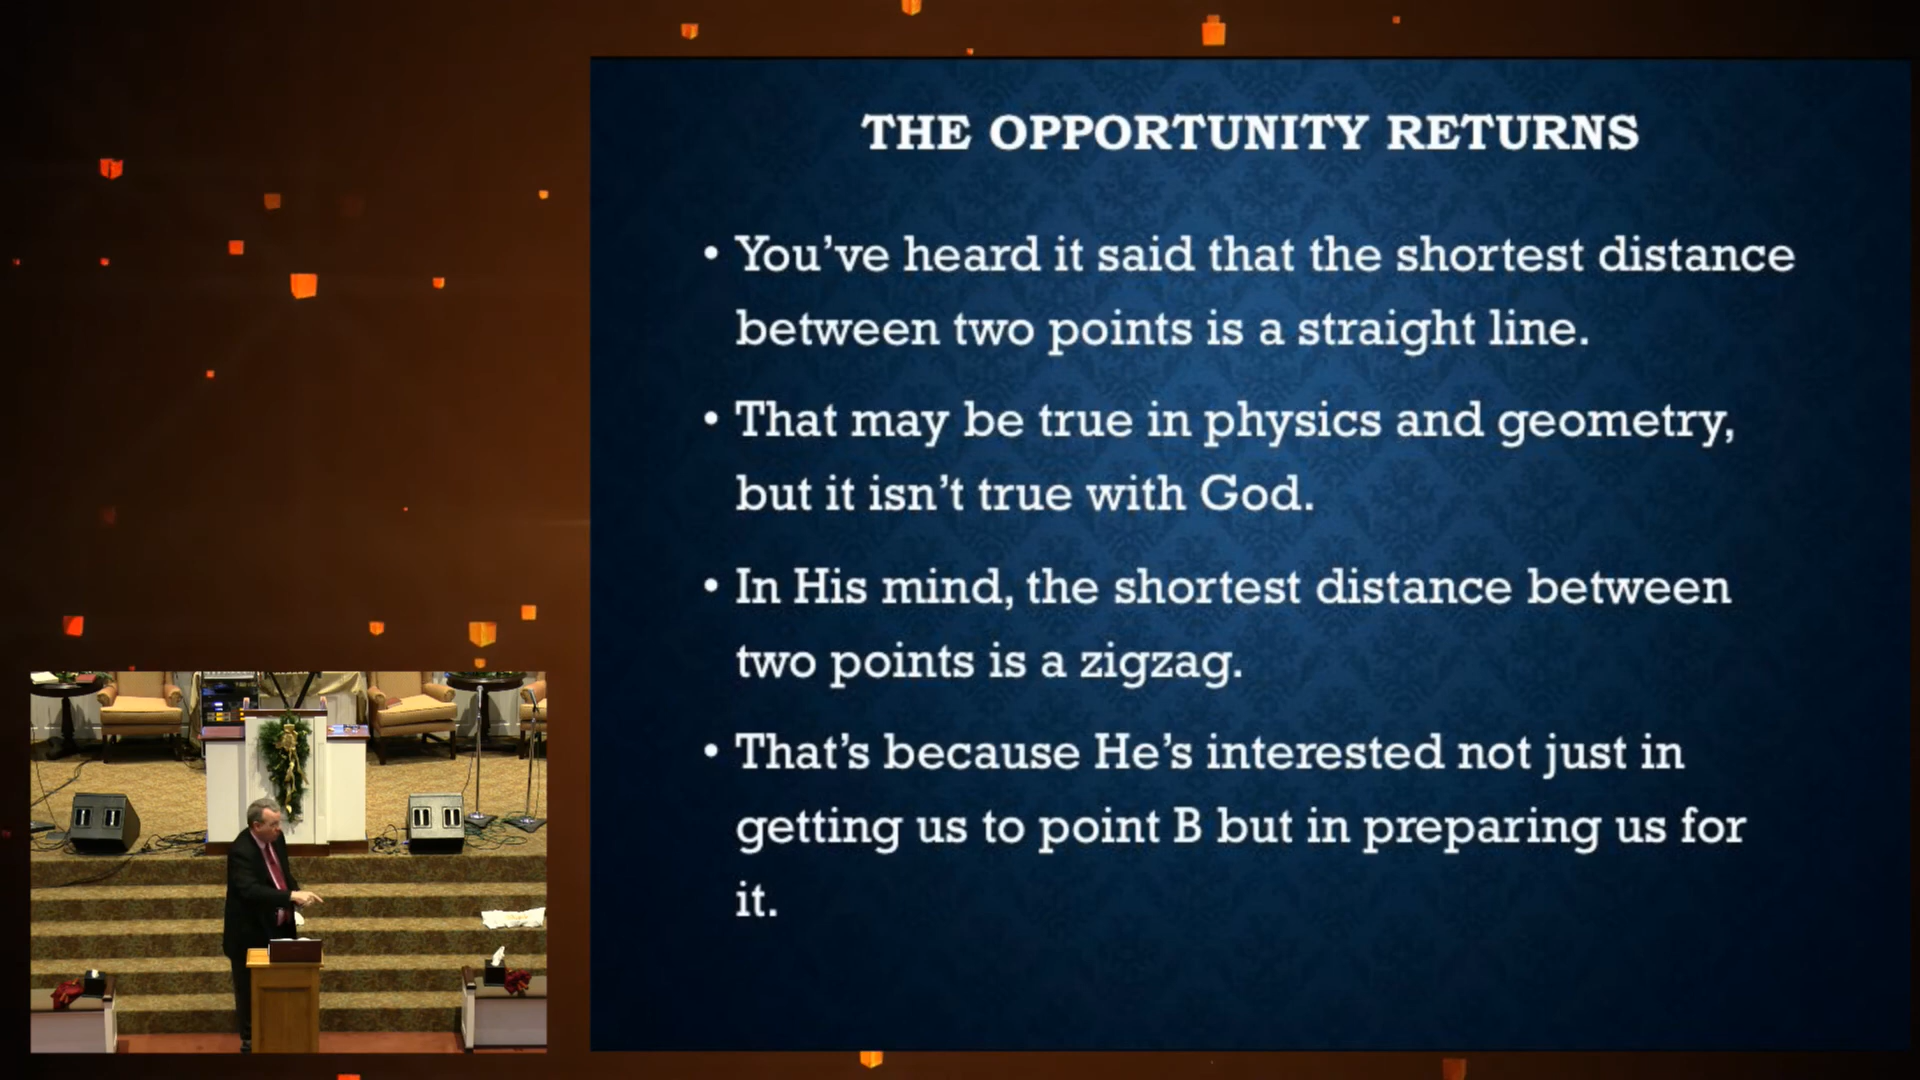 THE OPPORTUNITY RETURNS
• You've heard it said that the shortest distance
between two points is a straight line.
• That may be true in physics and geometry,
but it isn't true with God.
• In His mind, the shortest distance between
two points is a zigzag.
• That's because He's interested not just in
getting us to point B but in preparing us for
it.